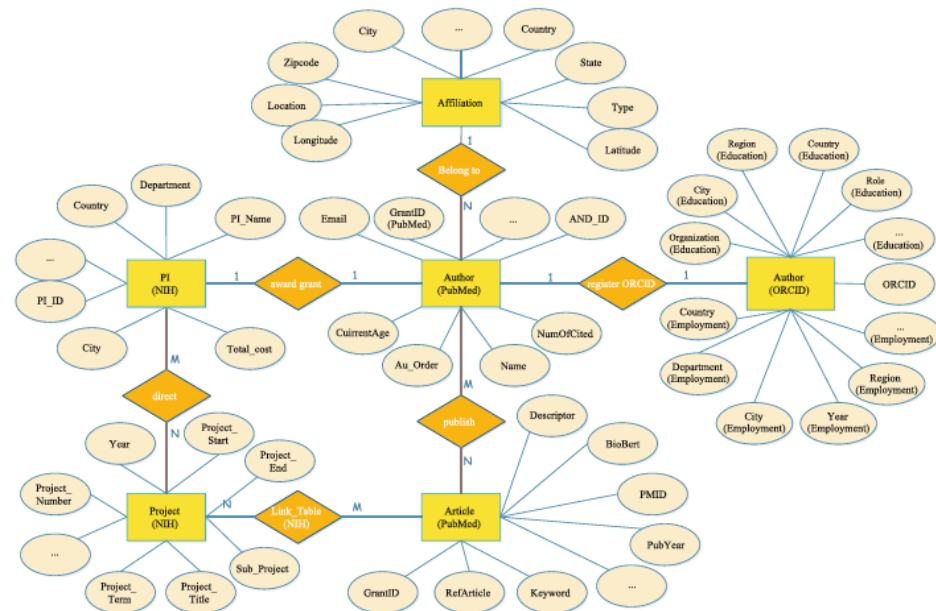 ...
City
Country
Zipcode
State
Affiliation
Location
Type
Longitude
Latitude
1
Belong to
N
Region
(Education)
Country
(Education)
City
(Education)
Role
(Education)
Organization
(Education)
...
(Education)
Author
(ORCID)
ORCID
Country
(Employment)
...
(Employment)
Department
(Employment)
Region
(Employment)
City
(Employment)
Year
(Employment)
Department
Country
PI_Name
...
PI
(NIH)
PI_ID
City
Total_cost
1
award grant
1
Email
GrantID
(PubMed)
...
AND_ID
Author
(PubMed)
1
register ORCID
1
CuirrentAge
NumOfCited
Au_Order
Name
M
direct
N
M
publish
N
Year
Project_
Start
Project_
End
Project_
Number
Project
(NIH)
...
Sub_Project
Project_
Term
Project_
Title
N
Link_Table
(NIH)
M
Descriptor
BioBert
PMID
Article
(PubMed)
PubYear
GrantID
RefArticle
Keyword
...